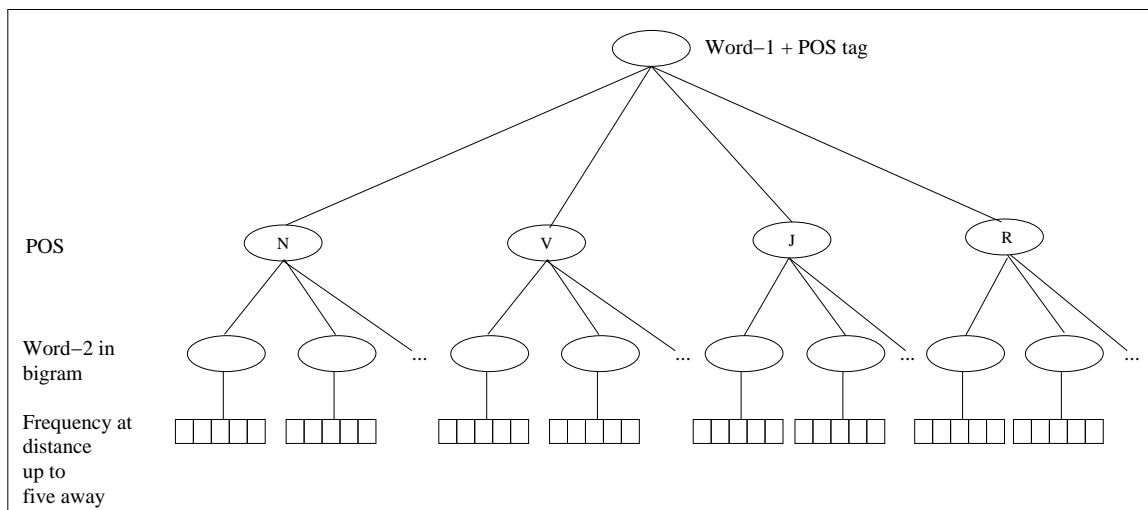 Word−1 + POS tag
POS
N
V
J
R
Word−2 in
bigram
...
...
...
...
Frequency at
distance
up to
five away